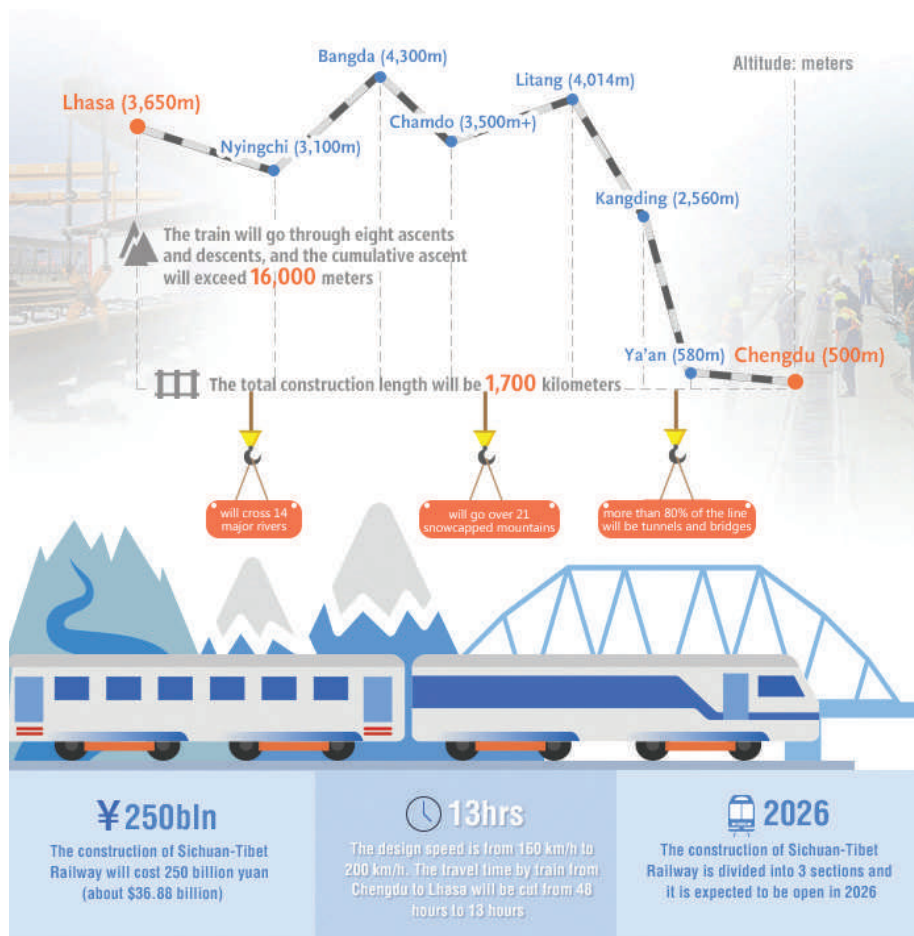 Bangda (4,300m)
Altitude: meters
Litang (4,014m)
Lhasa (3,650m)
Chamdo (3,500m+)
Nyingchi (3,100m)
Kangding (2,560m)
The train will go through eight ascents
and descents, and the cumulative ascent
will exceed 16,000 meters
Ya'an (580m)
Chengdu (500m)
The total construction length will be 1,700 kilometers
will cross 14
major rivers
will go over 21
snowcapped mountains
more than 80% of the line
will be tunnels and bridges
¥250bln
The construction of Sichuan-Tibet
Railway will cost 250 billion yuan
(about $36.88 billion)
13hrs
The design speed is from 160 km/h to
200 km/h. The travel time by train from
Chengdu to Lhasa will be cut from 48
hours to 13 hours
2026
The construction of Sichuan-Tibet
Railway is divided into 3 sections and
it is expected to be open in 2026